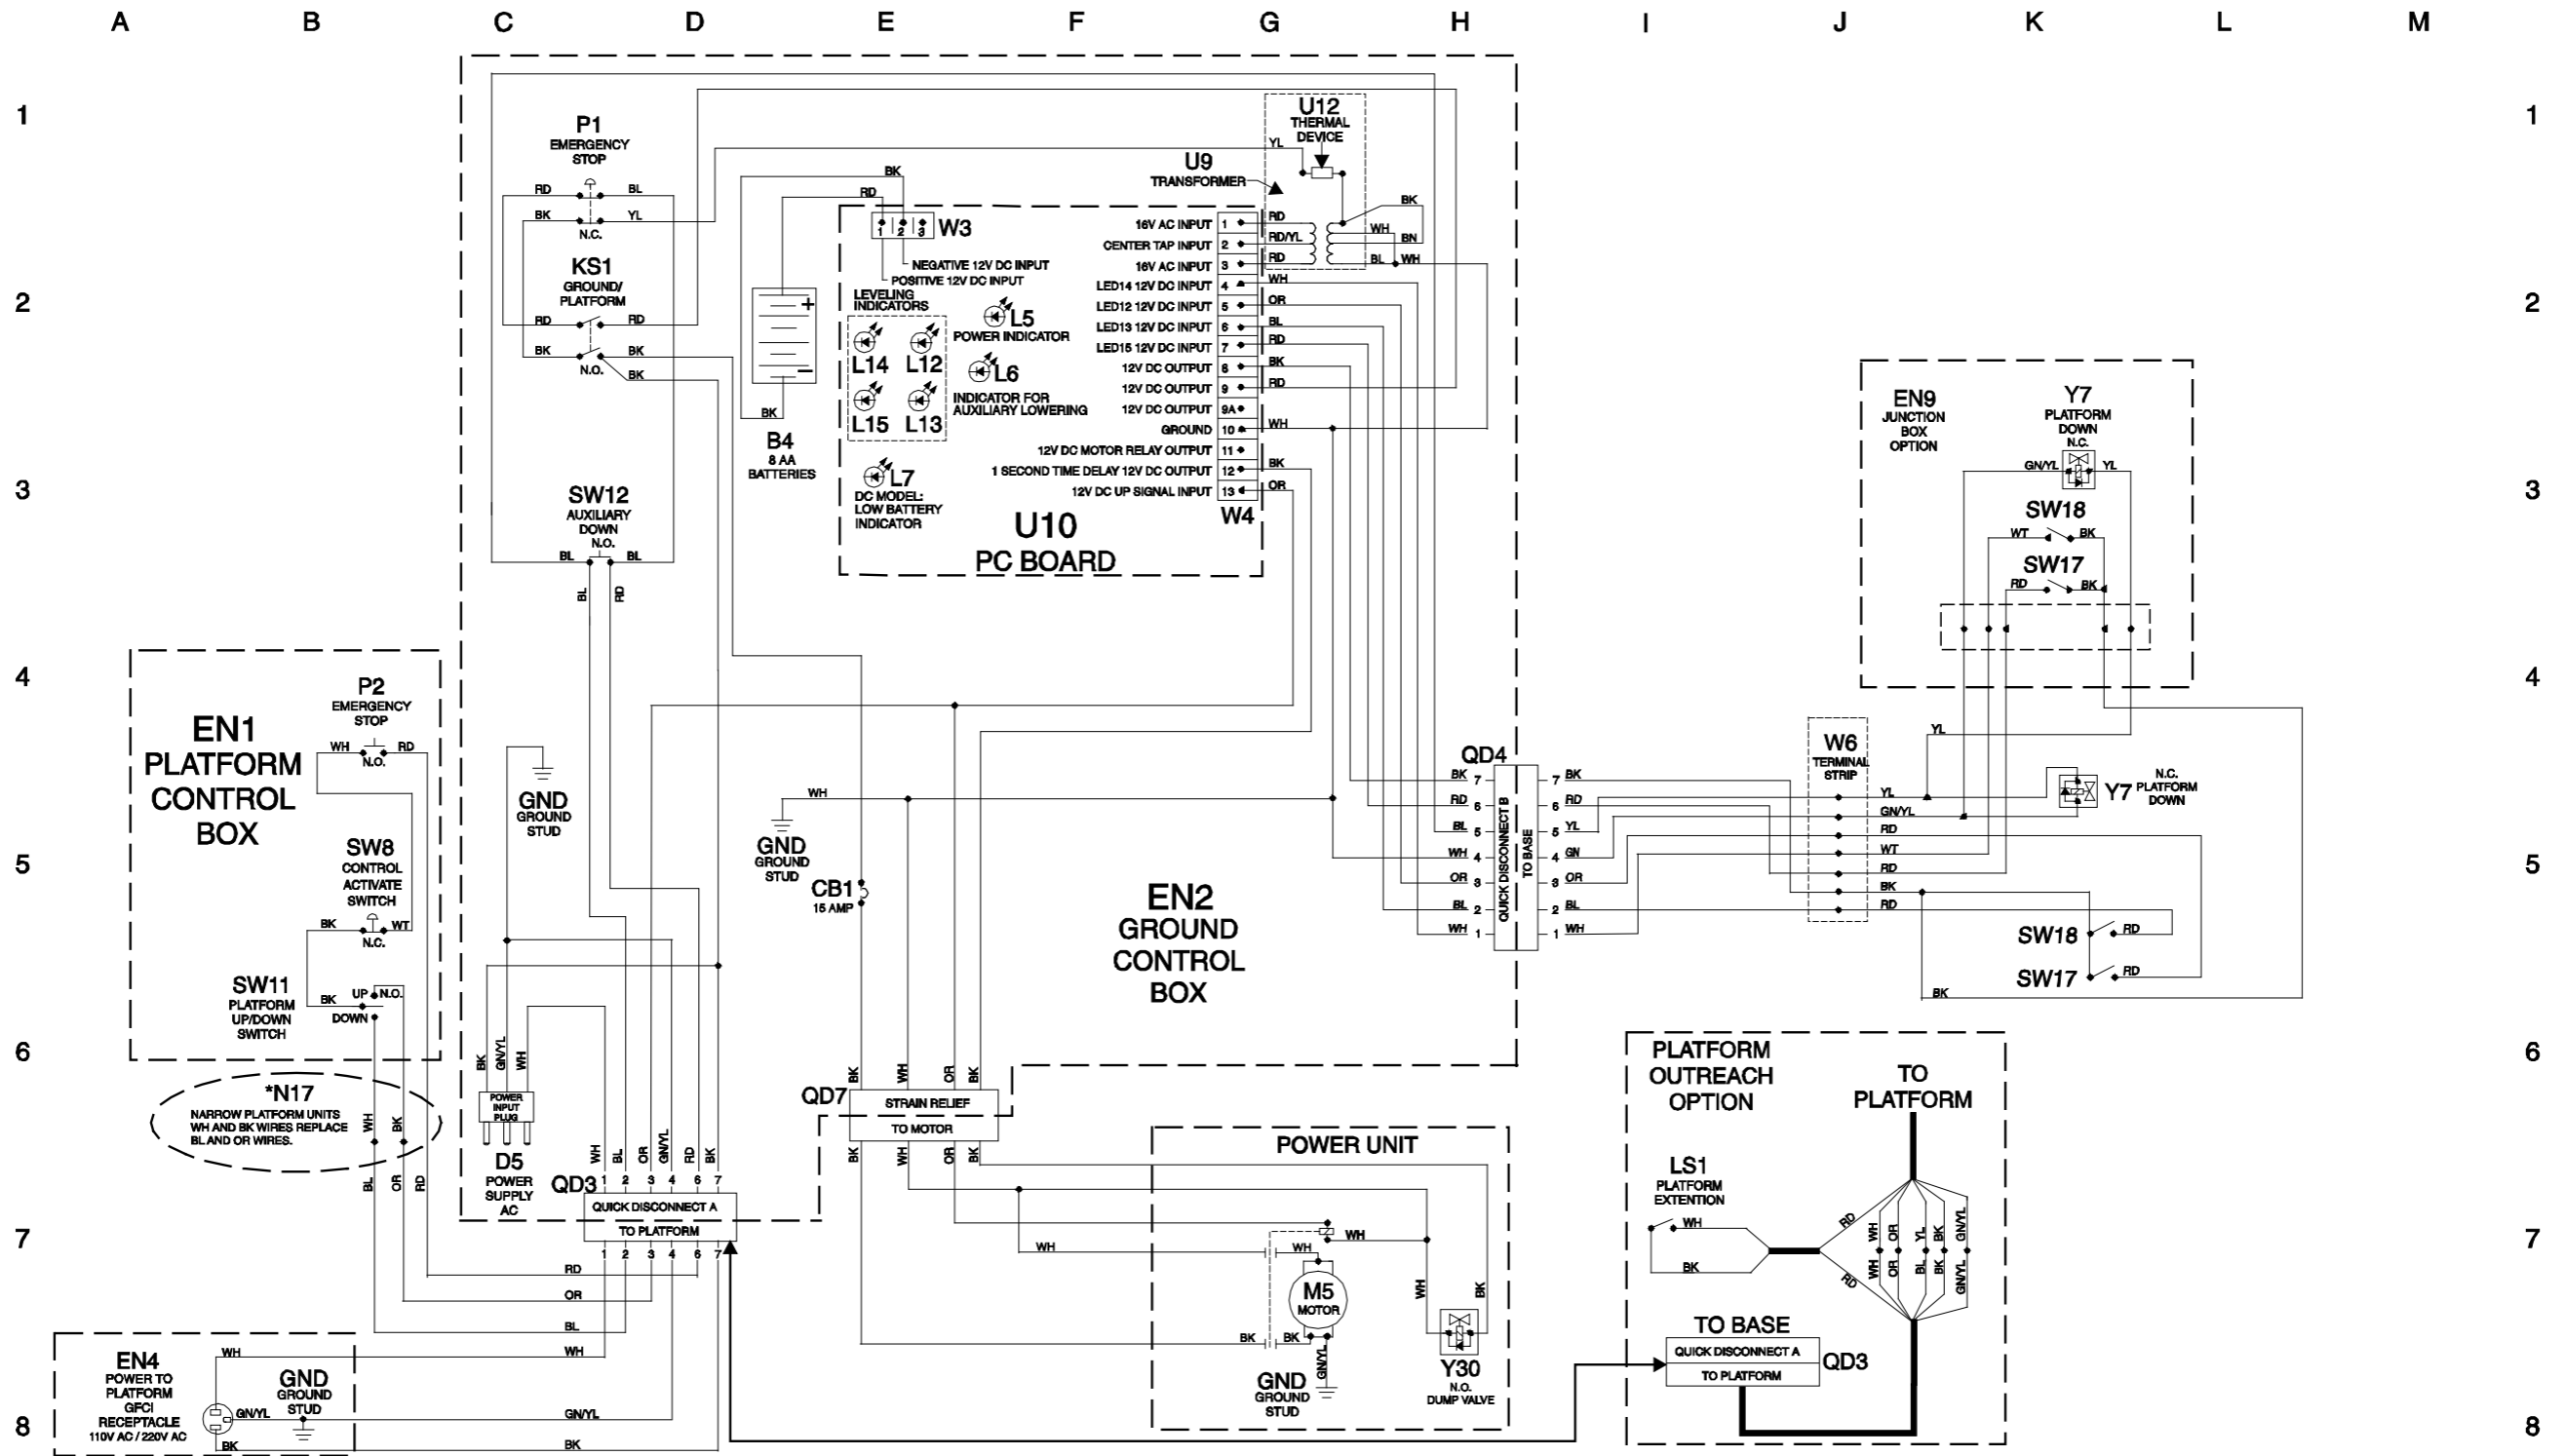 A B C D E F G H I J K L M
1 1
2 2
3 3
4 4
5 5
6 6
7 7
8 8
P1
EMERGENCY
STOP
RD BL
BK YL
N.C.
KS1
GROUND/
PLATFORM
RD RD
BK BK
N.O.
BK
SW12
AUXILIARY
DOWN
N.O.
BL BL
BL RD
BK
RD
W3
1 2 3
NEGATIVE 12V DC INPUT
POSITIVE 12V DC INPUT
LEVELING
INDICATORS
L14 L12
L15 L13
L5
POWER INDICATOR
L6
INDICATOR FOR
AUXILIARY LOWERING
L7
DC MODEL:
LOW BATTERY
INDICATOR
+
−
BK
B4
8 AA
BATTERIES
U10
PC BOARD
16V AC INPUT 1 RD
CENTER TAP INPUT 2 RD/YL
16V AC INPUT 3 RD
LED14 12V DC INPUT 4 WH
LED12 12V DC INPUT 5 OR
LED13 12V DC INPUT 6 BL
LED15 12V DC INPUT 7 RD
12V DC OUTPUT 8 BK
12V DC OUTPUT 9 RD
12V DC OUTPUT 9A
GROUND 10 WH
12V DC MOTOR RELAY OUTPUT 11
1 SECOND TIME DELAY 12V DC OUTPUT 12 BK
12V DC UP SIGNAL INPUT 13 OR
W4
U12
THERMAL
DEVICE
YL
U9
TRANSFORMER
BK
WH
BN
BL WH
EN9
JUNCTION
BOX
OPTION
Y7
PLATFORM
DOWN
N.C.
GN/YL YL
SW18
WT BK
SW17
RD BK
EN1
PLATFORM
CONTROL
BOX
P2
EMERGENCY
STOP
WH RD
N.O.
SW8
CONTROL
ACTIVATE
SWITCH
BK WT
N.C.
SW11
PLATFORM
UP/DOWN
SWITCH
BK UP N.O.
DOWN
*N17
NARROW PLATFORM UNITS
WH AND BK WIRES REPLACE
BL AND OR WIRES.
WH BK
BL OR RD
GND
GROUND
STUD
WH
GND
GROUND
STUD
CB1
15 AMP
EN2
GROUND
CONTROL
BOX
QD4
QUICK DISCONNECT B
TO BASE
BK 7 7 BK
RD 6 6 RD
BL 5 5 YL
WH 4 4 GN
OR 3 3 OR
BL 2 2 BL
WH 1 1 WH
W6
TERMINAL
STRIP
YL
YL
GN/YL
RD
WT
RD
BK
RD
Y7 N.C.
PLATFORM
DOWN
SW18 RD
SW17 RD
BK
BK GN/YL WH
POWER
INPUT
PLUG
D5
POWER
SUPPLY
AC
WH BL OR GN/YL RD BK
QD3 1 2 3 4 6 7
QUICK DISCONNECT A
TO PLATFORM
1 2 3 4 6 7
RD
OR
BL
WH
GN/YL
BK
BK WH OR BK
QD7
STRAIN RELIEF
TO MOTOR
BK WH OR BK
POWER UNIT
WH
WH
WH
M5
MOTOR
BK BK
GN/YL
GND
GROUND
STUD
WH BK
Y30
N.O.
DUMP VALVE
EN4
POWER TO
PLATFORM
GFCI
RECEPTACLE
110V AC / 220V AC
WH
GN/YL
BK
GND
GROUND
STUD
PLATFORM
OUTREACH
OPTION
TO
PLATFORM
LS1
PLATFORM
EXTENTION
WH
BK
RD
RD
WH OR YL BK GN/YL
WH OR BL BK GN/YL
TO BASE
QUICK DISCONNECT A
TO PLATFORM
QD3